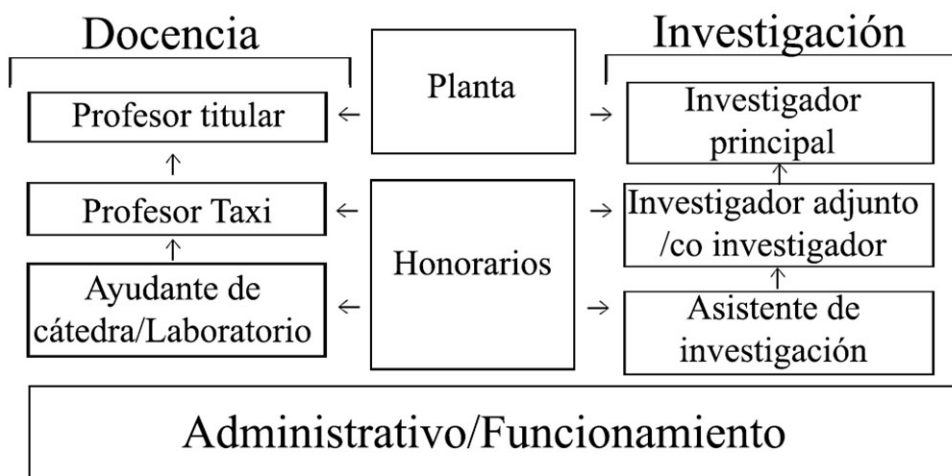 Docencia
Profesor titular
Profesor Taxi
Ayudante de
cátedra/Laboratorio
Planta
Honorarios
Investigación
Investigador
principal
Investigador adjunto
/co investigador
Asistente de
investigación
Administrativo/Funcionamiento